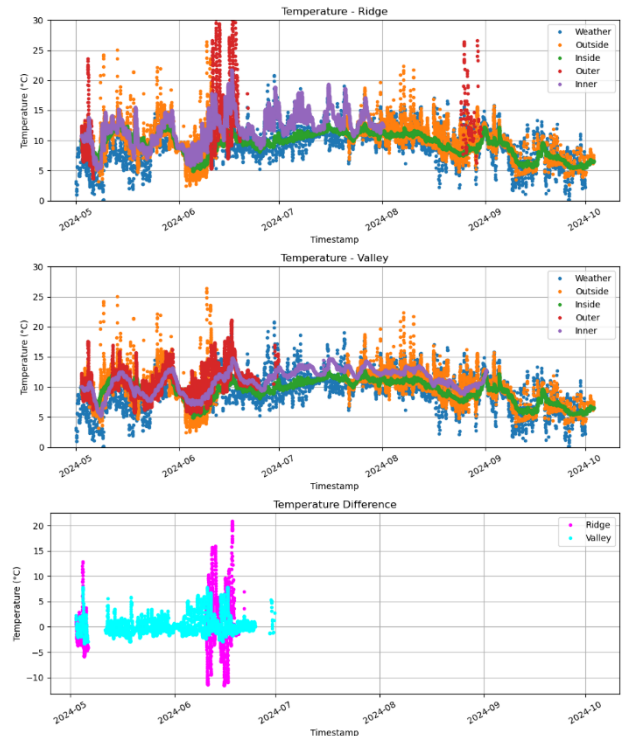 Temperature - Ridge
Temperature (°C)
30
25
20
15
10
5
0
Weather
Outside
Inside
Outer
Inner
2024-05
2024-06
2024-07
2024-08
2024-09
2024-10
Timestamp
Temperature - Valley
Temperature (°C)
30
25
20
15
10
5
0
Weather
Outside
Inside
Outer
Inner
2024-05
2024-06
2024-07
2024-08
2024-09
2024-10
Timestamp
Temperature Difference
Temperature (°C)
20
15
10
5
0
−5
−10
Ridge
Valley
2024-05
2024-06
2024-07
2024-08
2024-09
2024-10
Timestamp